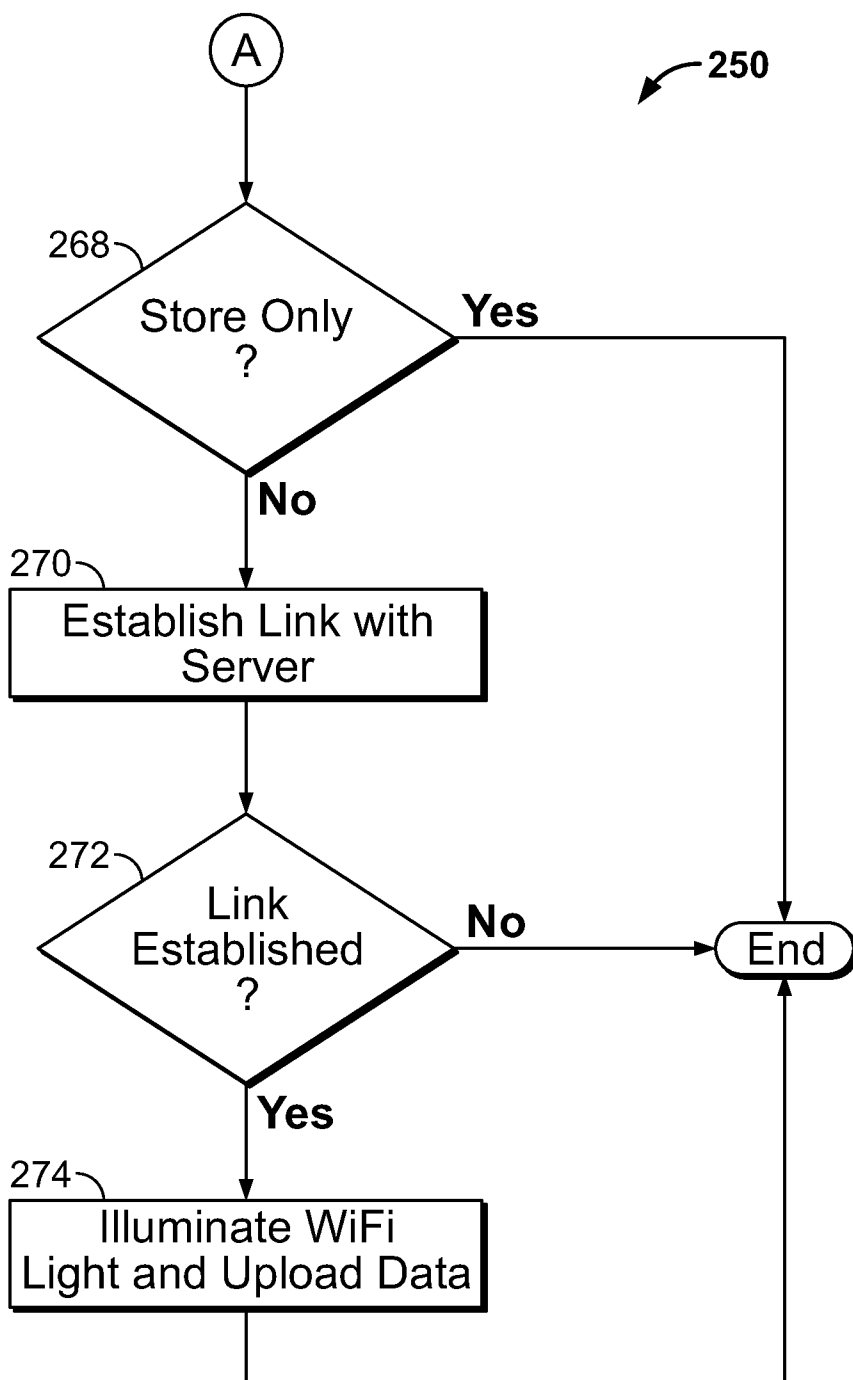 A
250
268
Store Only
?
Yes
No
270
Establish Link with
Server
272
Link
Established
?
No
End
Yes
274
Illuminate WiFi
Light and Upload Data